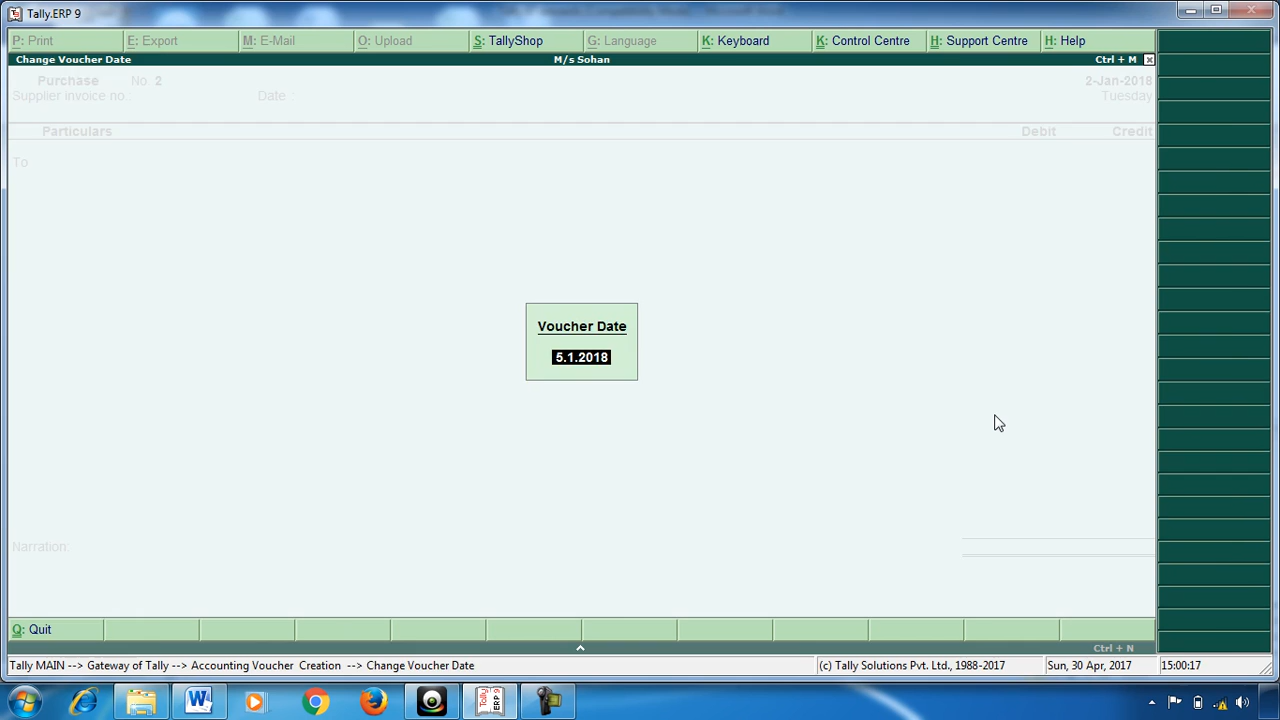 Tally.ERP 9
P: Print E: Export M: E-Mail O: Upload S: TallyShop G: Language K: Keyboard K: Control Centre H: Support Centre H: Help
Change Voucher Date M/s Sohan Ctrl + M
Purchase No. 2 2-Jan-2018
Supplier invoice no.: Date : Tuesday
Particulars Debit Credit
To
Voucher Date
5.1.2018
Narration:
Q: Quit
Ctrl + N
Tally MAIN --> Gateway of Tally --> Accounting Voucher Creation --> Change Voucher Date (c) Tally Solutions Pvt. Ltd., 1988-2017 Sun, 30 Apr, 2017 15:00:17
Tally
ERP 9